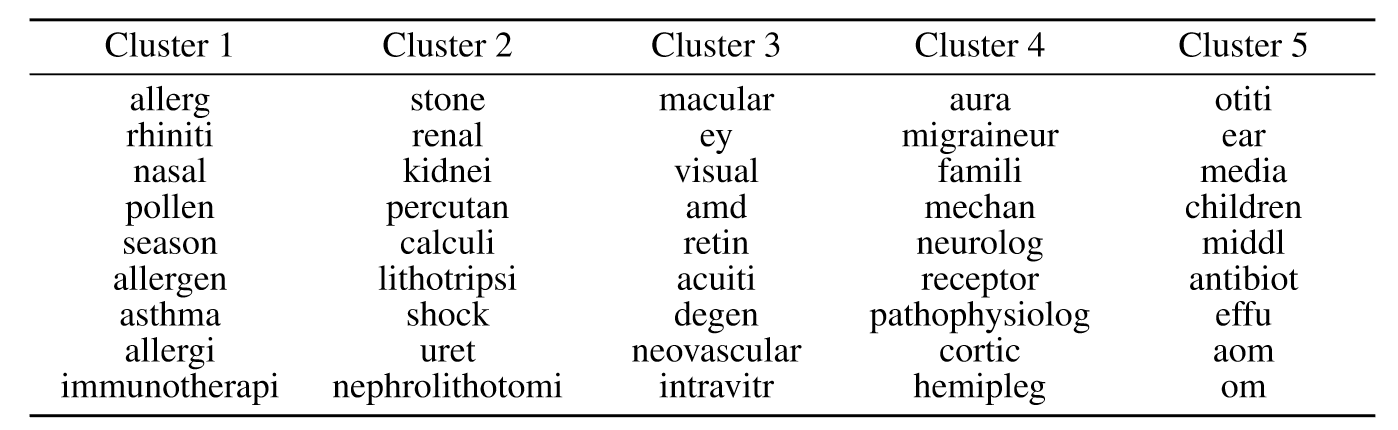 Cluster 1 Cluster 2 Cluster 3 Cluster 4 Cluster 5
allerg stone macular aura otiti
rhiniti renal ey migraineur ear
nasal kidnei visual famili media
pollen percutan amd mechan children
season calculi retin neurolog middl
allergen lithotripsi acuiti receptor antibiot
asthma shock degen pathophysiolog effu
allergi uret neovascular cortic aom
immunotherapi nephrolithotomi intravitr hemipleg om